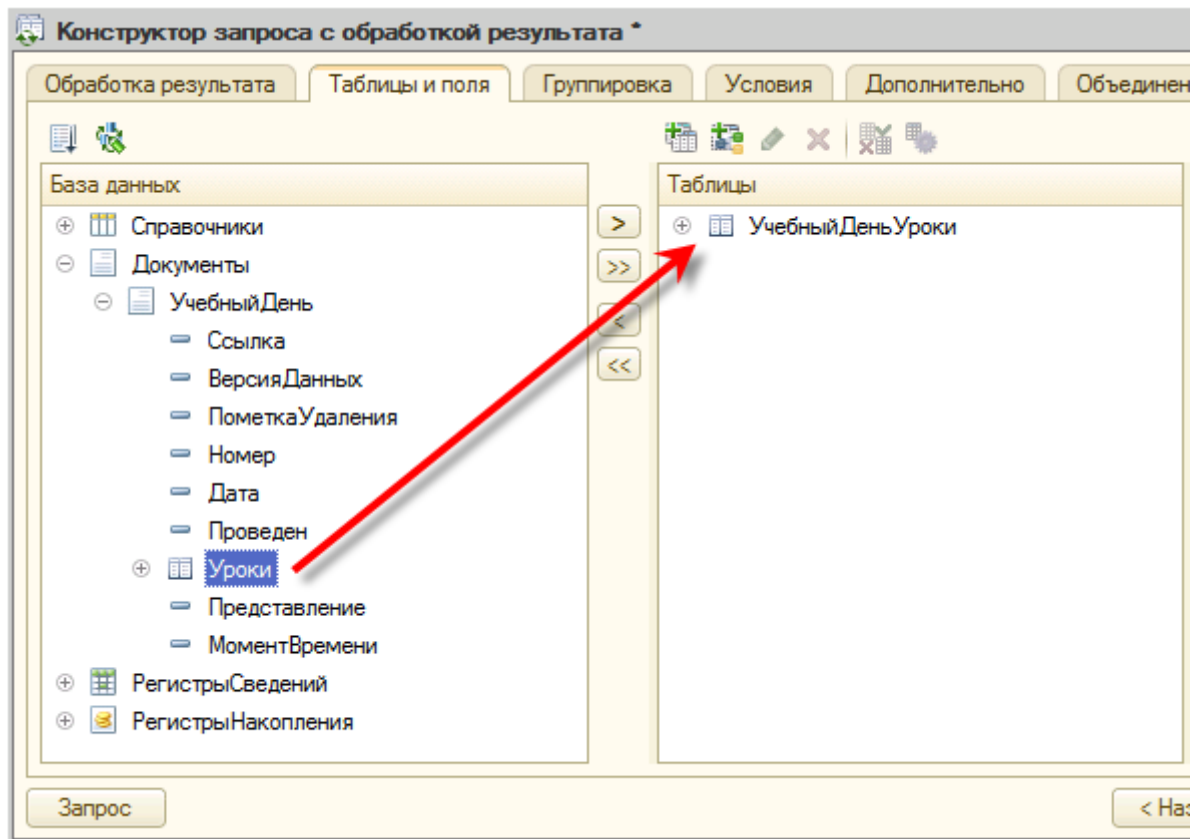 Конструктор запроса с обработкой результата *
Обработка результата Таблицы и поля Группировка Условия Дополнительно Объединен
База данных
Справочники
Документы
УчебныйДень
Ссылка
ВерсияДанных
ПометкаУдаления
Номер
Дата
Проведен
Уроки
Представление
МоментВремени
РегистрыСведений
РегистрыНакопления
>
>>
<
<<
Таблицы
УчебныйДеньУроки
Запрос
< Наз